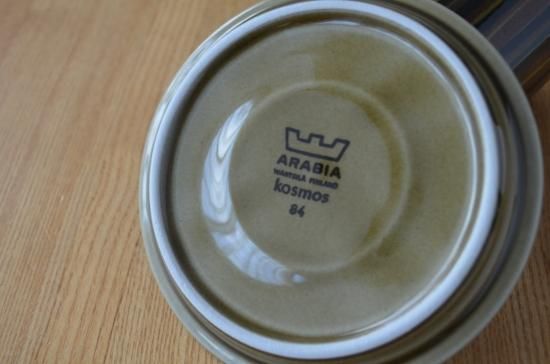 ARABIA
WÄRTSILÄ FINLAND
kosmos
84